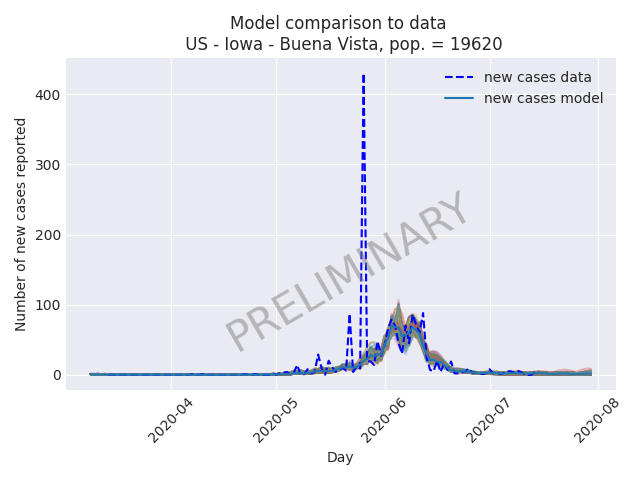 Model comparison to data
US - Iowa - Buena Vista, pop. = 19620
new cases data
new cases model
Number of new cases reported
400
300
200
100
0
PRELIMINARY
2020-04
2020-05
2020-06
2020-07
2020-08
Day